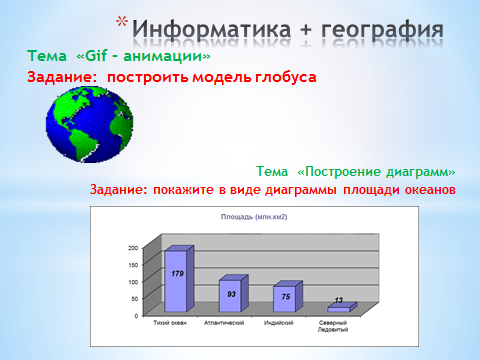 * Информатика + география
Тема «Gif – анимации»
Задание: построить модель глобуса
Тема «Построение диаграмм»
Задание: покажите в виде диаграммы площади океанов
Площадь (млн.км2)
200
150
100
50
0
179
93
75
13
Тихий океан Атлантический Индийский Северный
Ледовитый